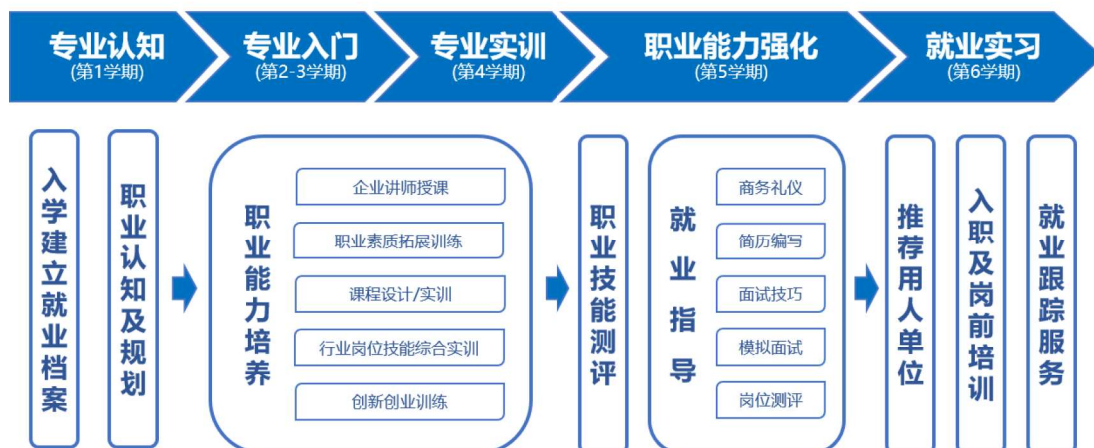 专业认知
(第1学期)
专业入门
(第2-3学期)
专业实训
(第4学期)
职业能力强化
(第5学期)
就业实习
(第6学期)
入学建立就业档案
职业认知及规划
职业能力培养
企业讲师授课
职业素质拓展训练
课程设计/实训
行业岗位技能综合实训
创新创业训练
职业技能测评
就业指导
商务礼仪
简历编写
面试技巧
模拟面试
岗位测评
推荐用人单位
入职及岗前培训
就业跟踪服务